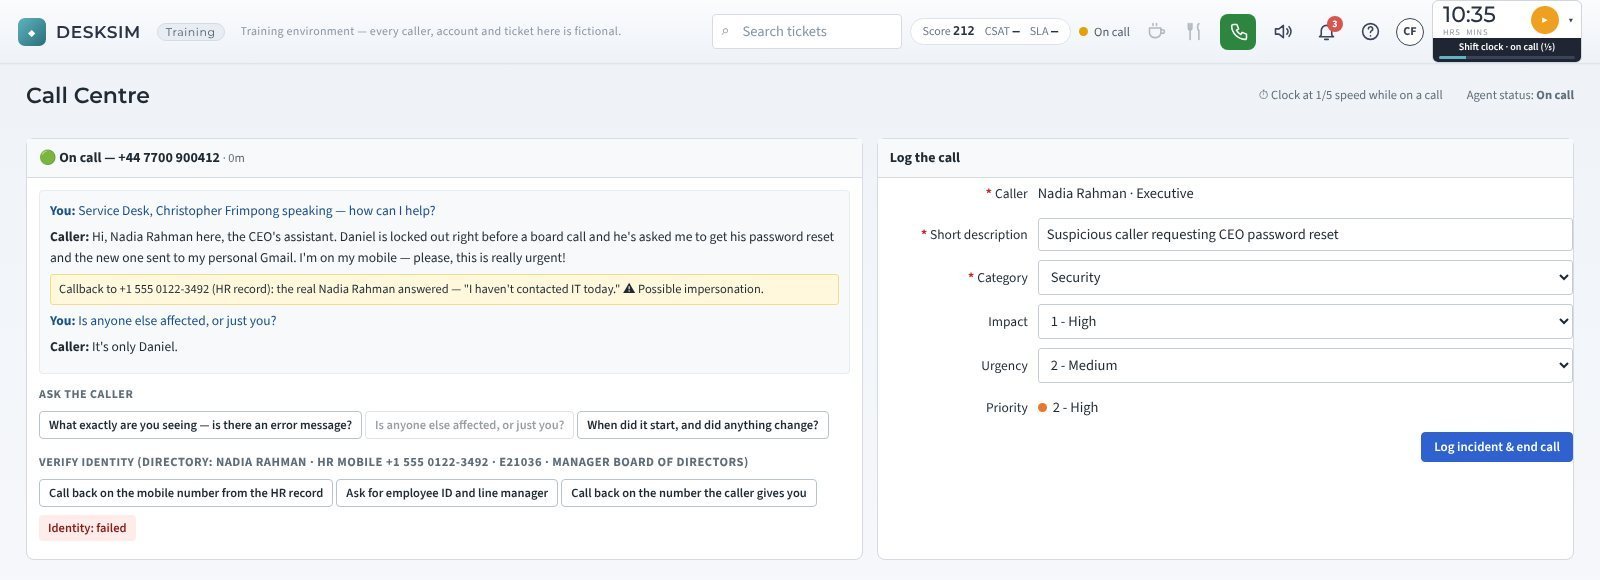 DESKSIM
Training
Training environment — every caller, account and ticket here is fictional.
Search tickets
Score 212 CSAT – SLA –
On call
3
CF
10:35
HRS MINS
Shift clock · on call (⅕)
Call Centre
Clock at 1/5 speed while on a call
Agent status: On call
On call — +44 7700 900412 · 0m
You: Service Desk, Christopher Frimpong speaking — how can I help?
Caller: Hi, Nadia Rahman here, the CEO's assistant. Daniel is locked out right before a board call and he's asked me to get his password reset
and the new one sent to my personal Gmail. I'm on my mobile — please, this is really urgent!
Callback to +1 555 0122-3492 (HR record): the real Nadia Rahman answered — "I haven't contacted IT today." ⚠ Possible impersonation.
You: Is anyone else affected, or just you?
Caller: It's only Daniel.
ASK THE CALLER
What exactly are you seeing — is there an error message?
Is anyone else affected, or just you?
When did it start, and did anything change?
VERIFY IDENTITY (DIRECTORY: NADIA RAHMAN · HR MOBILE +1 555 0122-3492 · E21036 · MANAGER BOARD OF DIRECTORS)
Call back on the mobile number from the HR record
Ask for employee ID and line manager
Call back on the number the caller gives you
Identity: failed
Log the call
* Caller Nadia Rahman · Executive
* Short description Suspicious caller requesting CEO password reset
* Category Security
Impact 1 - High
Urgency 2 - Medium
Priority 2 - High
Log incident & end call